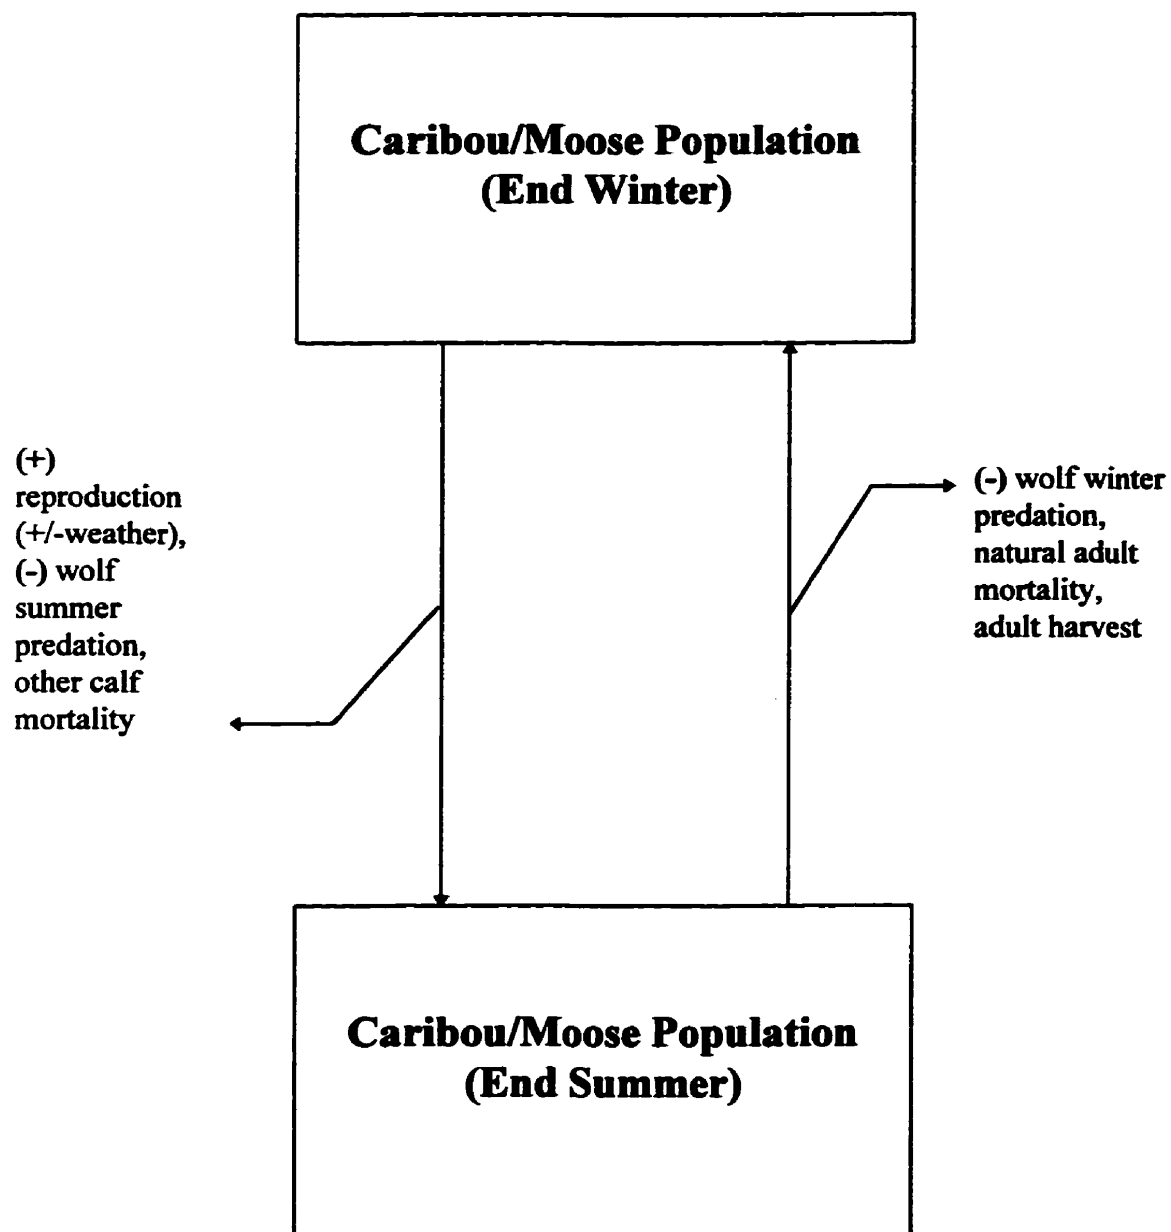 Caribou/Moose Population
(End Winter)
(+)
reproduction
(+/-weather),
(-) wolf
summer
predation,
other calf
mortality
(-) wolf winter
predation,
natural adult
mortality,
adult harvest
Caribou/Moose Population
(End Summer)